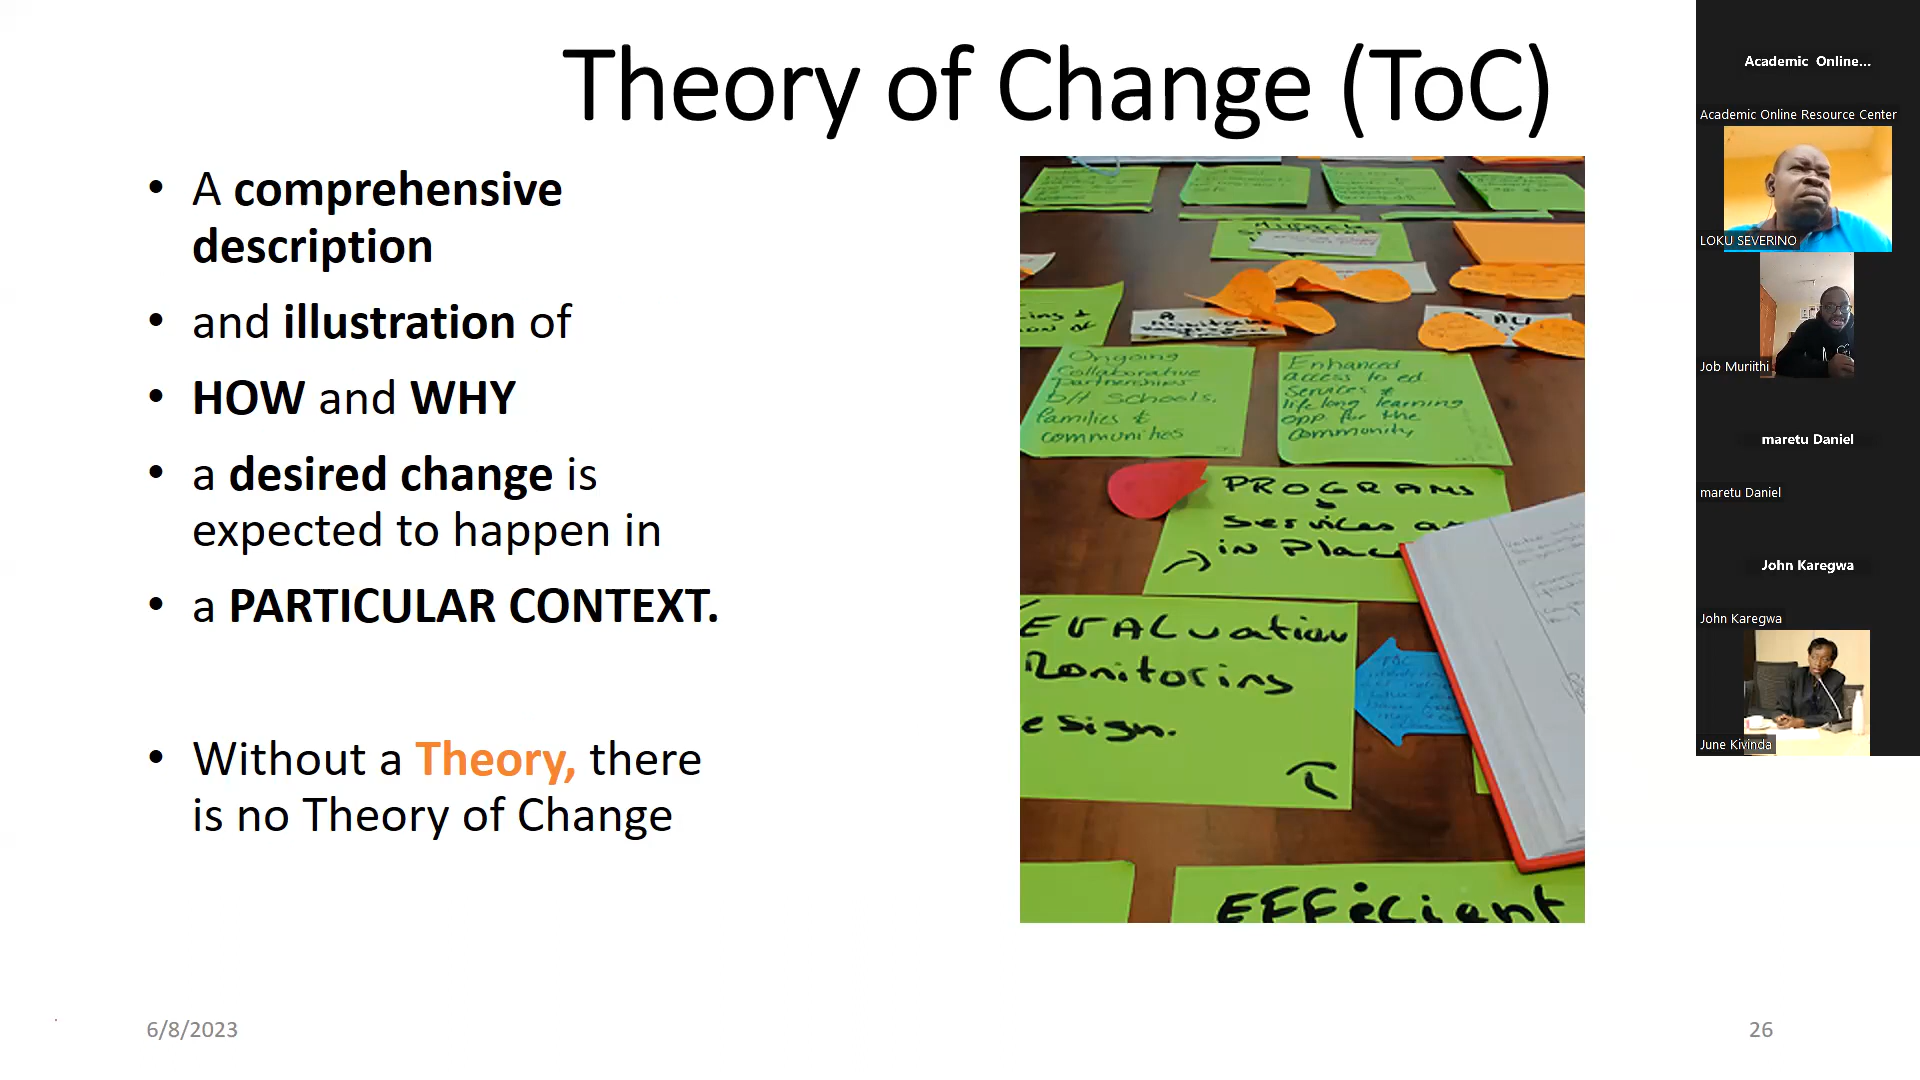 Theory of Change (ToC)
• A comprehensive
description
• and illustration of
• HOW and WHY
• a desired change is
expected to happen in
• a PARTICULAR CONTEXT.
• Without a Theory, there
is no Theory of Change
Ongoing
Collaborative
Partnerships
b/t Schools,
families &
communities
Enhanced
access to ed.
services &
lifelong learning
opp. for the
community
PROGRAMS
services
in Place
EVALuation
Monitoring
esign.
EFFicient
6/8/2023
26
Academic Online...
Academic Online Resource Center
LOKU SEVERINO
Job Muriithi
maretu Daniel
maretu Daniel
John Karegwa
John Karegwa
June Kivinda